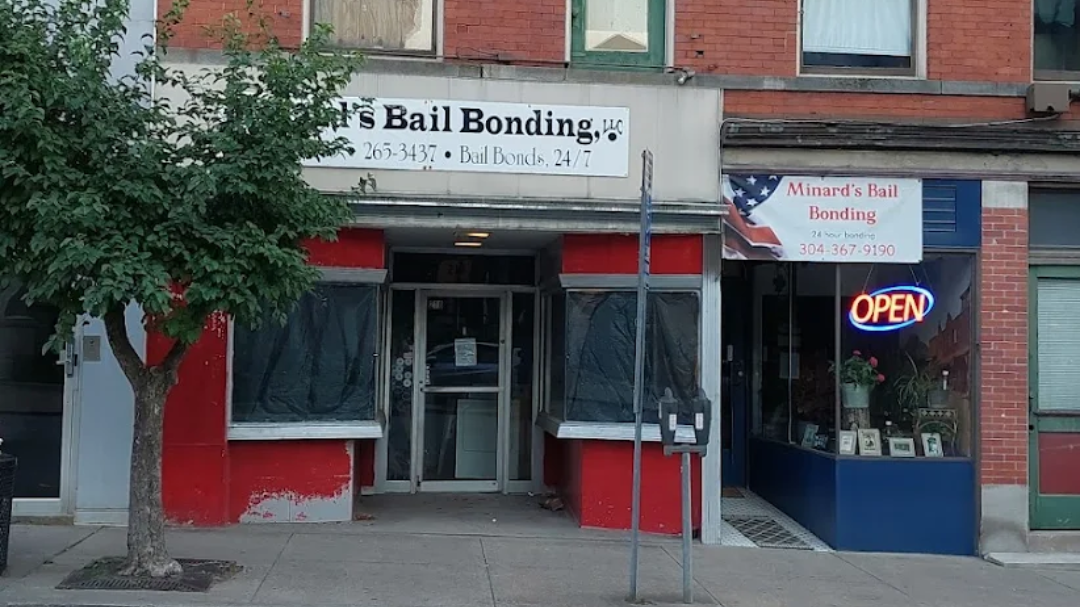 d's Bail Bonding, LLC
• 265-3437 • Bail Bonds, 24/7
Minard's Bail
Bonding
24 hour bonding
304-367-9190
OPEN